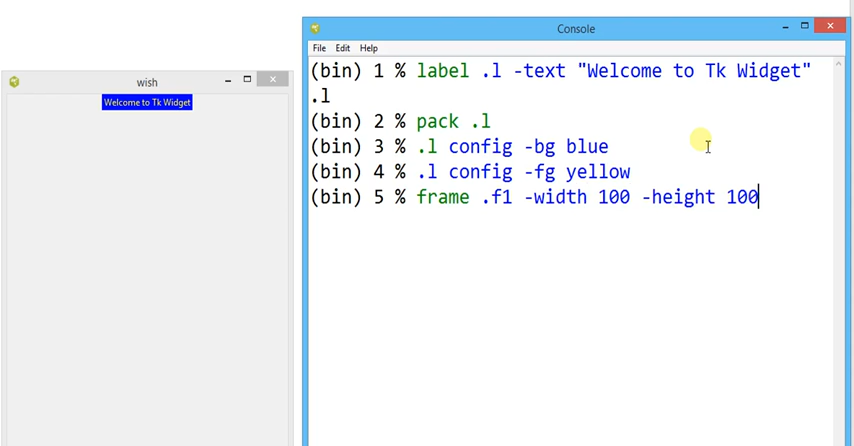 Console
File Edit Help
wish
Welcome to Tk Widget
(bin) 1 % label .l -text "Welcome to Tk Widget"
.l
(bin) 2 % pack .l
(bin) 3 % .l config -bg blue
(bin) 4 % .l config -fg yellow
(bin) 5 % frame .f1 -width 100 -height 100